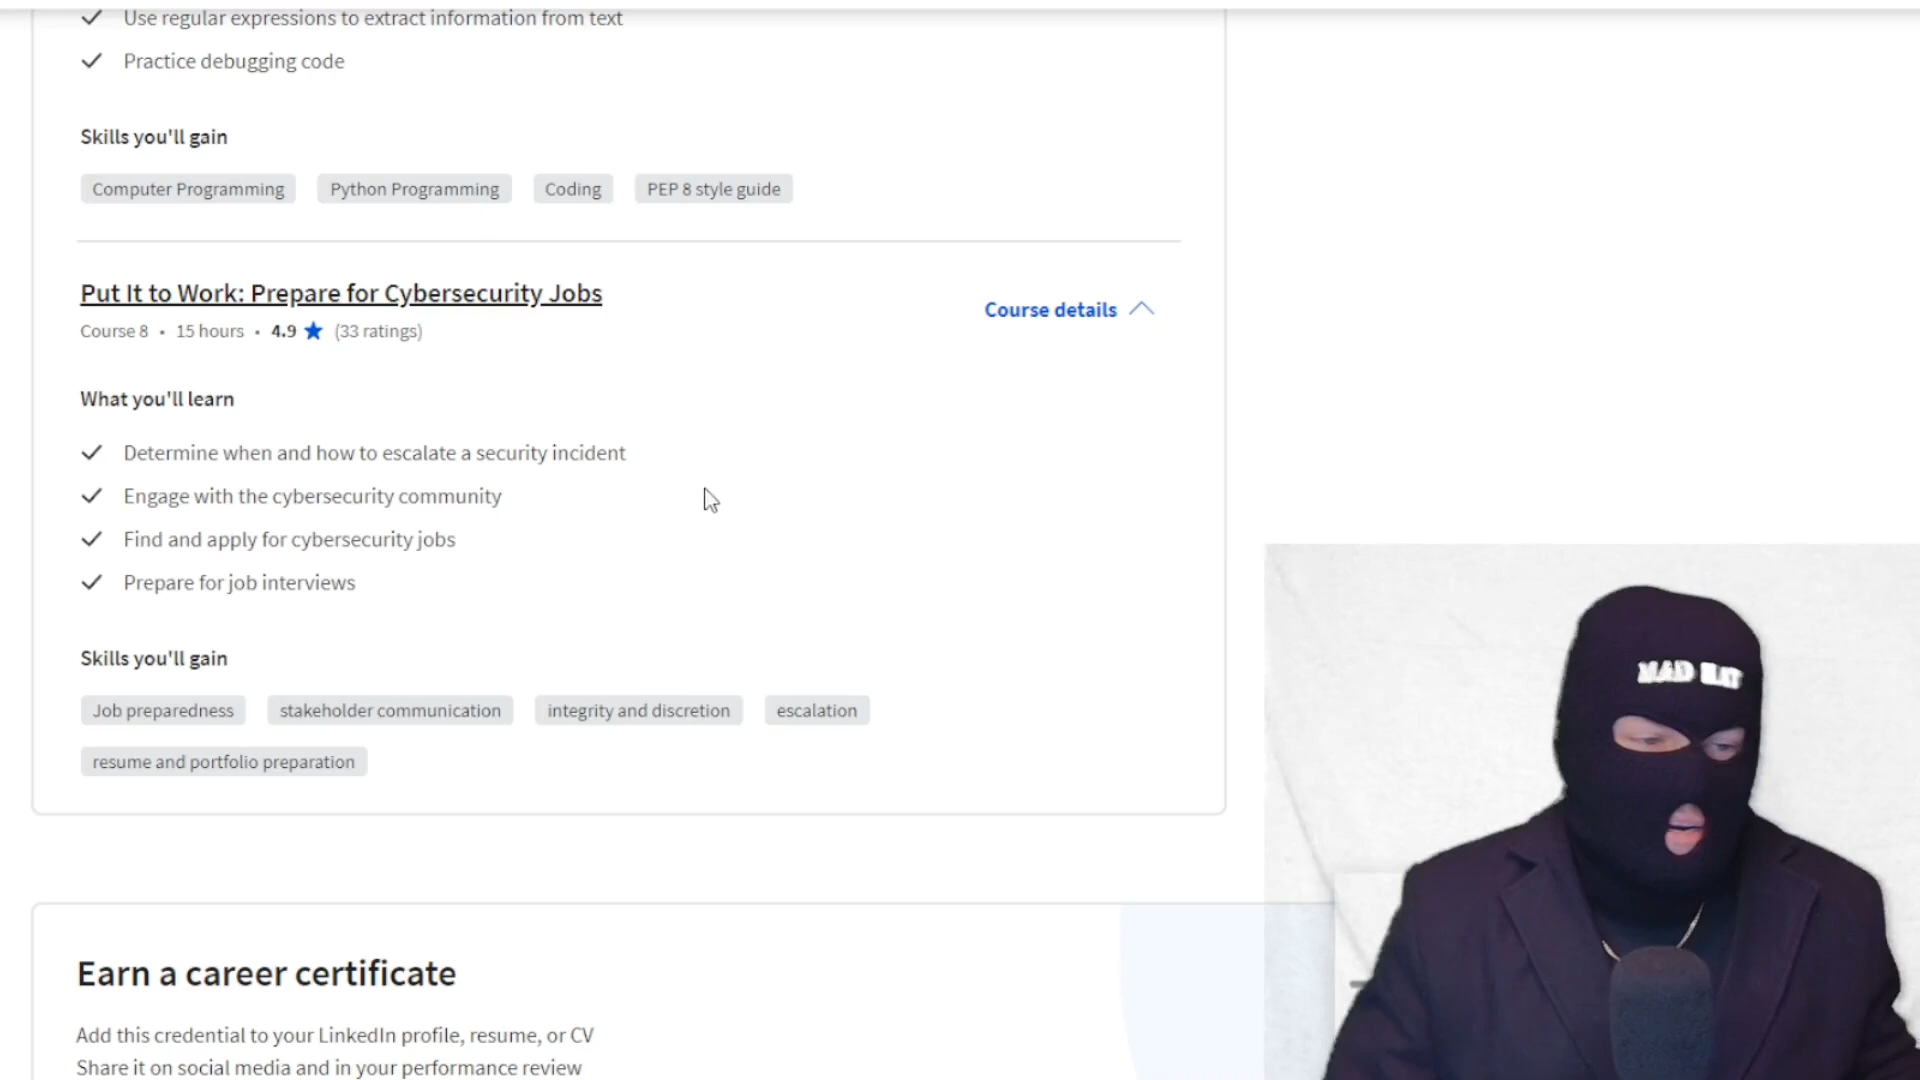 Use regular expressions to extract information from text
Practice debugging code
Skills you'll gain
Computer Programming
Python Programming
Coding
PEP 8 style guide
Put It to Work: Prepare for Cybersecurity Jobs
Course details
Course 8 • 15 hours • 4.9 ★ (33 ratings)
What you'll learn
Determine when and how to escalate a security incident
Engage with the cybersecurity community
Find and apply for cybersecurity jobs
Prepare for job interviews
Skills you'll gain
Job preparedness
stakeholder communication
integrity and discretion
escalation
resume and portfolio preparation
MAD HAT
Earn a career certificate
Add this credential to your LinkedIn profile, resume, or CV
Share it on social media and in your performance review